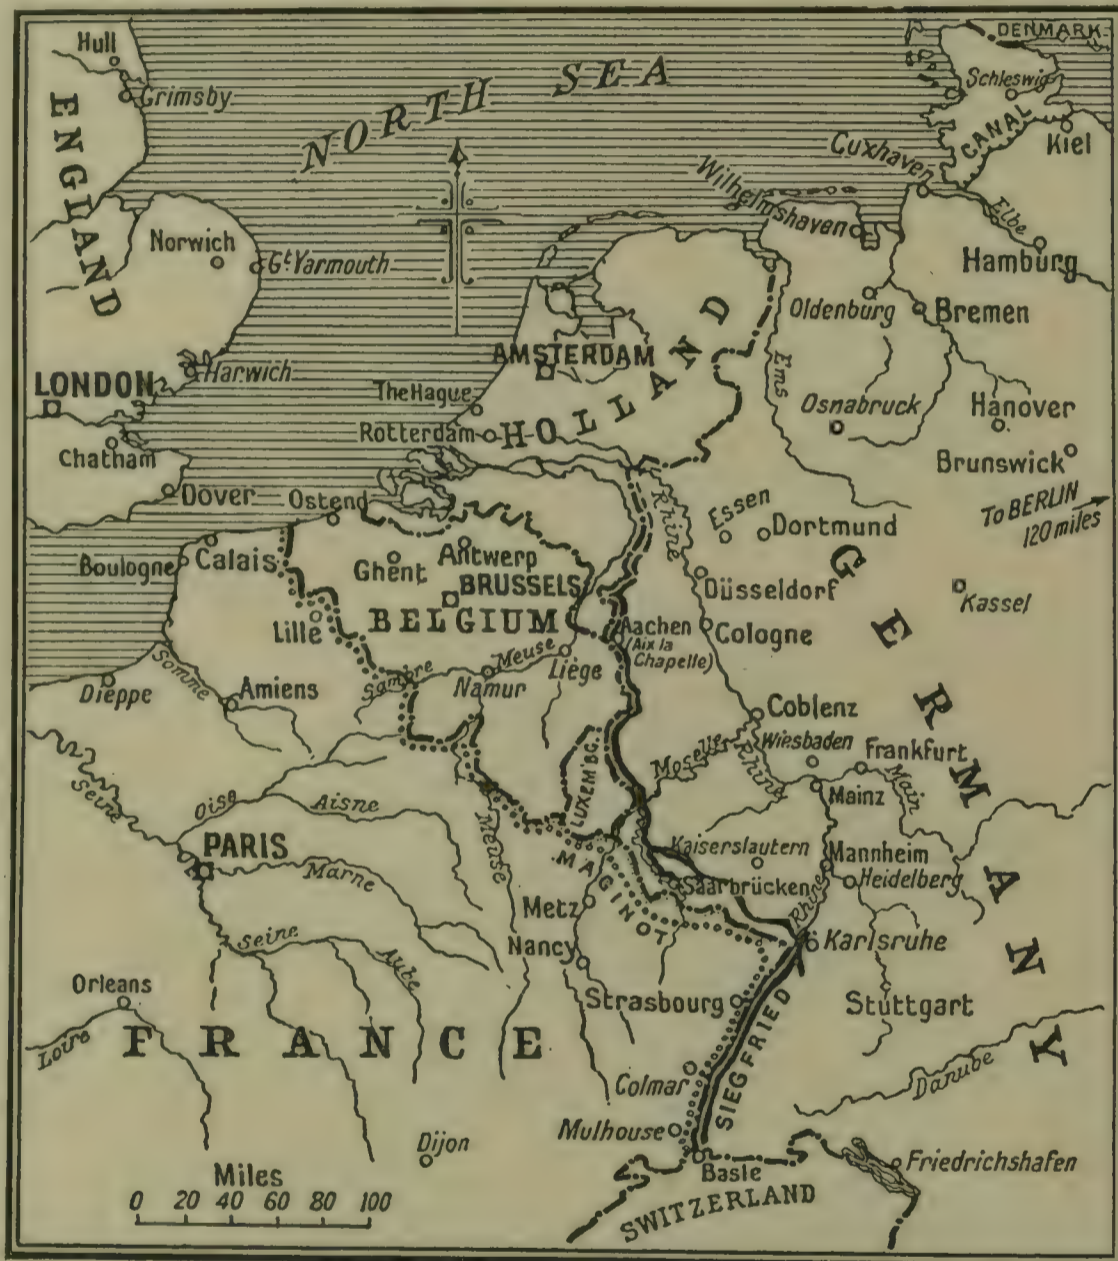 DENMARK
Hull
Schleswig
Grimsby
NORTH SEA
CANAL
Kiel
ENGLAND
Cuxhaven
Elbe
Wilhelmshaven
Norwich
Gt. Yarmouth
Hamburg
Oldenburg
Bremen
AMSTERDAM
Harwich
LONDON
The Hague
Ems
Osnabruck
Hanover
HOLLAND
Rotterdam
Chatham
Brunswick
Dover
Ostend
Rhine
Essen
To BERLIN
120 miles
Dortmund
Boulogne
Calais
Ghent
Antwerp
BRUSSELS
Düsseldorf
Kassel
GERMANY
Lille
BELGIUM
Aachen
(Aix la
Chapelle)
Cologne
Somme
Sambre
Meuse
Liège
Dieppe
Amiens
Namur
Coblenz
Wiesbaden
Frankfurt
Moselle
Rhine
Main
Mainz
LUXEM'B'G.
Seine
Oise
Aisne
Meuse
PARIS
Marne
MAGINOT
Kaiserslautern
Mannheim
Saarbrücken
Heidelberg
Rhine
Metz
Seine
Aube
Nancy
Karlsruhe
Orleans
Strasbourg
Stuttgart
Loire
FRANCE
SIEGFRIED
Danube
Colmar
Mulhouse
Dijon
Basle
Friedrichshafen
SWITZERLAND
Miles
0 20 40 60 80 100